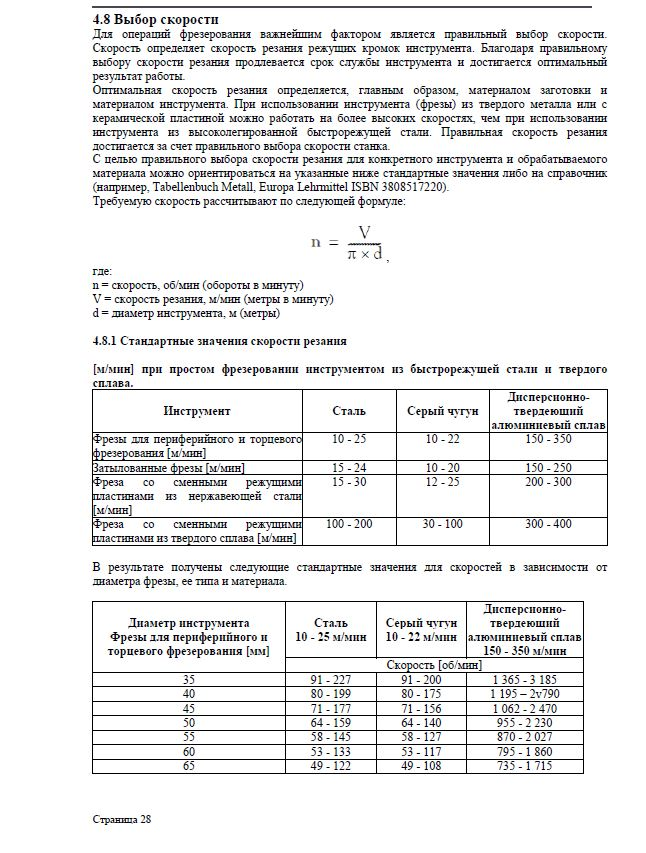 4.8 Выбор скорости
Для операций фрезерования важнейшим фактором является правильный выбор скорости.
Скорость определяет скорость резания режущих кромок инструмента. Благодаря правильному
выбору скорости резания продлевается срок службы инструмента и достигается оптимальный
результат работы.
Оптимальная скорость резания определяется, главным образом, материалом заготовки и
материалом инструмента. При использовании инструмента (фрезы) из твердого металла или с
керамической пластиной можно работать на более высоких скоростях, чем при использовании
инструмента из высоколегированной быстрорежущей стали. Правильная скорость резания
достигается за счет правильного выбора скорости станка.
С целью правильного выбора скорости резания для конкретного инструмента и обрабатываемого
материала можно ориентироваться на указанные ниже стандартные значения либо на справочник
(например, Tabellenbuch Metall, Europa Lehrmittel ISBN 3808517220).
Требуемую скорость рассчитывают по следующей формуле:
n = V / π × d ,
где:
n = скорость, об/мин (обороты в минуту)
V = скорость резания, м/мин (метры в минуту)
d = диаметр инструмента, м (метры)
4.8.1 Стандартные значения скорости резания
[м/мин] при простом фрезеровании инструментом из быстрорежушей стали и твердого
сплава.
Инструмент Сталь Серый чугун Дисперсионно-
твердеюший
алюминиевый сплав
Фрезы для периферийного и торцевого 10 - 25 10 - 22 150 - 350
фрезерования [м/мин]
Затылованные фрезы [м/мин] 15 - 24 10 - 20 150 - 250
Фреза со сменными режущими 15 - 30 12 - 25 200 - 300
пластинами из нержавеющей стали
[м/мин]
Фреза со сменными режущими 100 - 200 30 - 100 300 - 400
пластинами из твердого сплава [м/мин]
В результате получены следующие стандартные значения для скоростей в зависимости от
диаметра фрезы, ее типа и материала.
Диаметр инструмента
Фрезы для периферийного и
торцевого фрезерования [мм]
Сталь
10 - 25 м/мин
Серый чугун
10 - 22 м/мин
Дисперсионно-
твердеюший
алюминиевый сплав
150 - 350 м/мин
Скорость [об/мин]
35 91 - 227 91 - 200 1 365 - 3 185
40 80 - 199 80 - 175 1 195 – 2v790
45 71 - 177 71 - 156 1 062 - 2 470
50 64 - 159 64 - 140 955 - 2 230
55 58 - 145 58 - 127 870 - 2 027
60 53 - 133 53 - 117 795 - 1 860
65 49 - 122 49 - 108 735 - 1 715
Страница 28